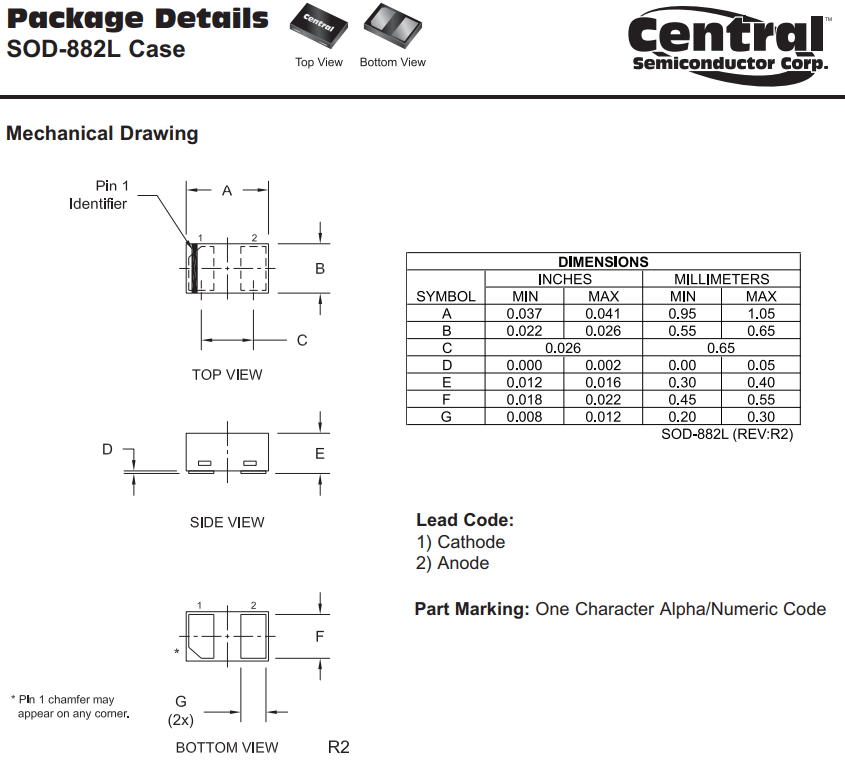 Package Details
SOD-882L Case
Central
Top View
Bottom View
Central™
Semiconductor Corp.
Mechanical Drawing
Pin 1
Identifier
A
1
2
B
C
TOP VIEW
D
E
SIDE VIEW
1
2
F
*
* Pin 1 chamfer may
appear on any corner.
G
(2x)
BOTTOM VIEW
R2
DIMENSIONS
INCHES MILLIMETERS
SYMBOL MIN MAX MIN MAX
A 0.037 0.041 0.95 1.05
B 0.022 0.026 0.55 0.65
C 0.026 0.65
D 0.000 0.002 0.00 0.05
E 0.012 0.016 0.30 0.40
F 0.018 0.022 0.45 0.55
G 0.008 0.012 0.20 0.30
SOD-882L (REV:R2)
Lead Code:
1) Cathode
2) Anode
Part Marking: One Character Alpha/Numeric Code